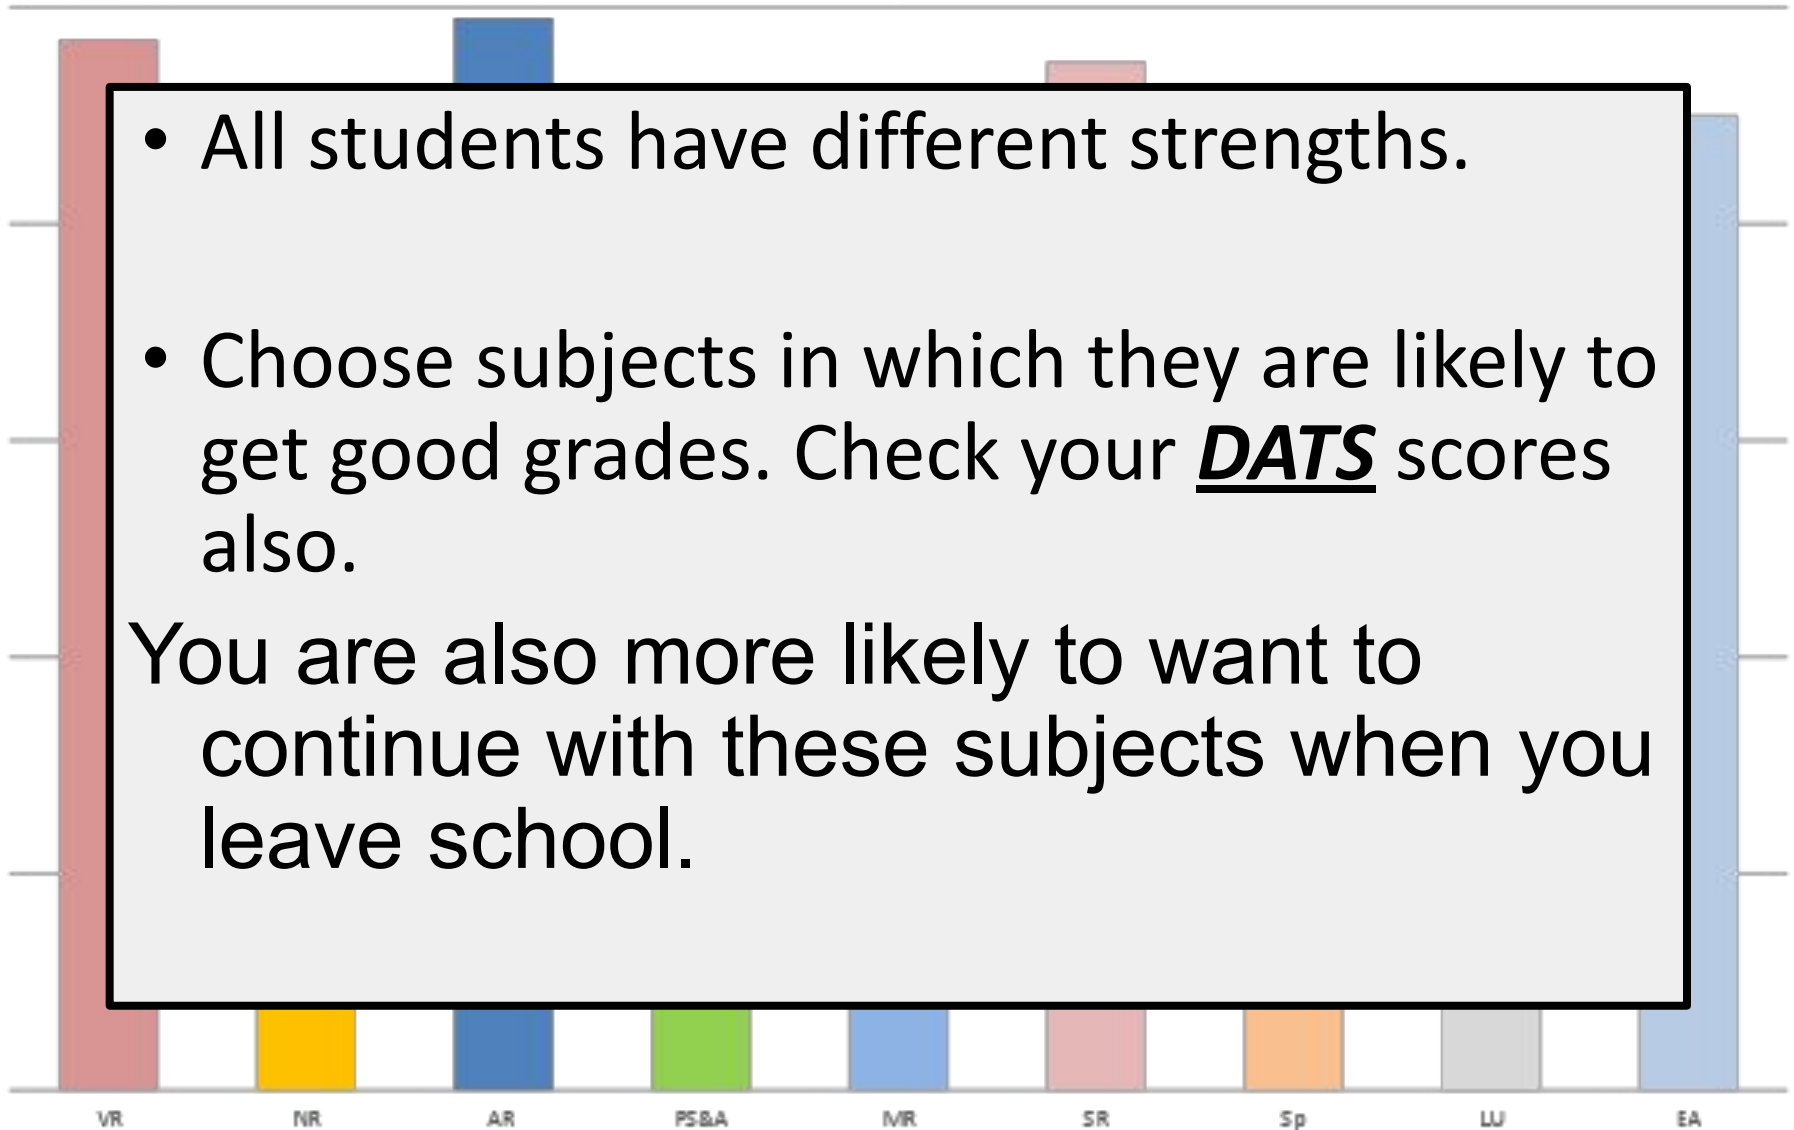 • All students have different strengths.
• Choose subjects in which they are likely to
get good grades. Check your DATS scores
also.
You are also more likely to want to
continue with these subjects when you
leave school.
VR NR AR PS&A MR SR Sp LU EA